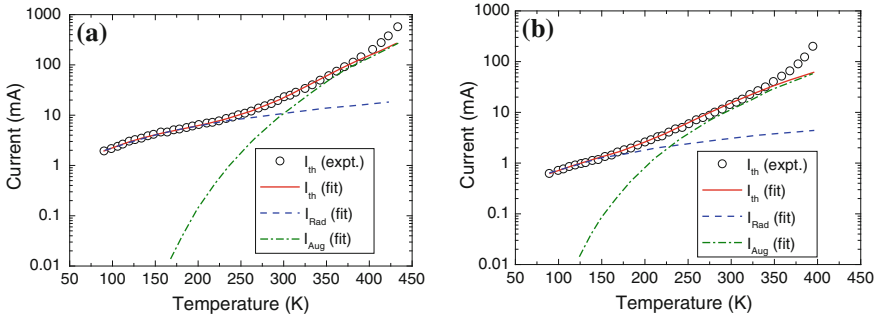 (a)
1000
100
10
1
0.1
0.01
Current (mA)
I_th (expt.)
I_th (fit)
I_Rad (fit)
I_Aug (fit)
50 100 150 200 250 300 350 400 450
Temperature (K)
(b)
1000
100
10
1
0.1
0.01
Current (mA)
I_th (expt.)
I_th (fit)
I_Rad (fit)
I_Aug (fit)
50 100 150 200 250 300 350 400 450
Temperature (K)